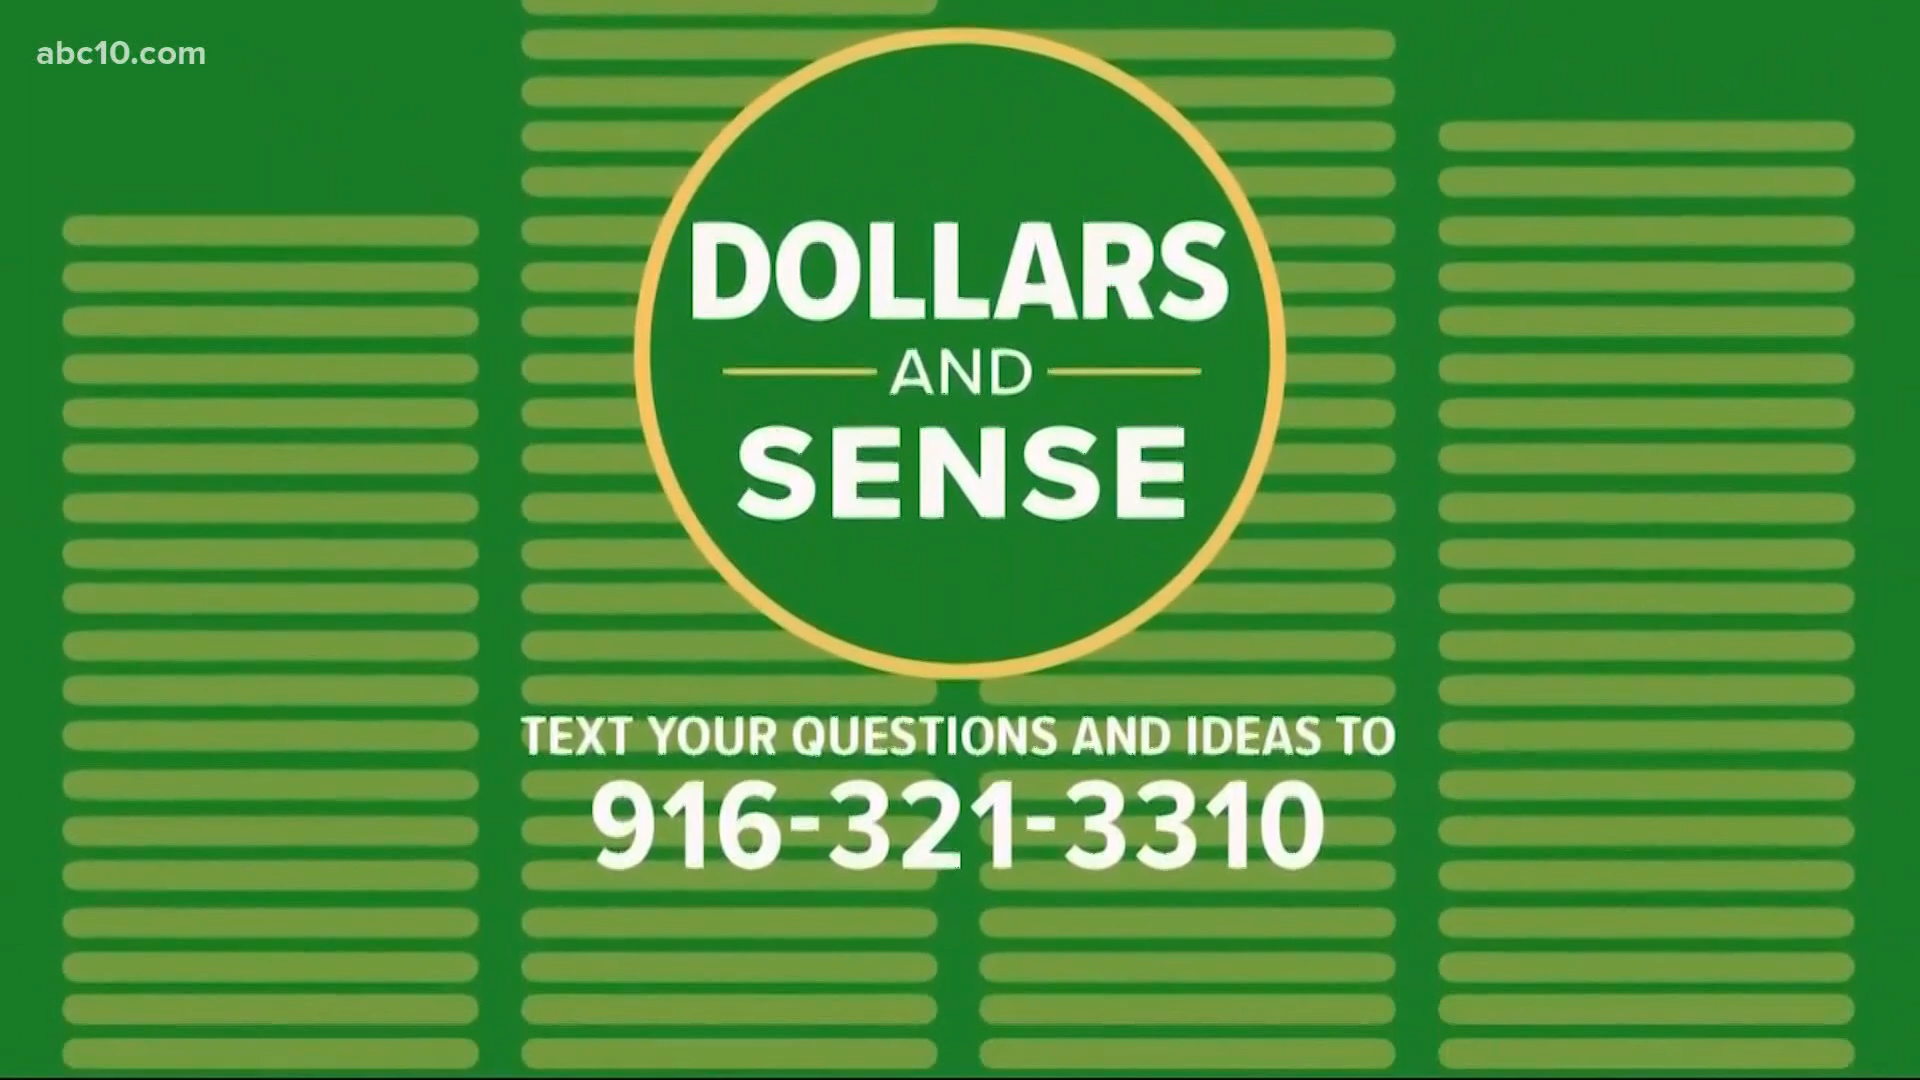 abc10.com
DOLLARS
AND
SENSE
TEXT YOUR QUESTIONS AND IDEAS TO
916-321-3310